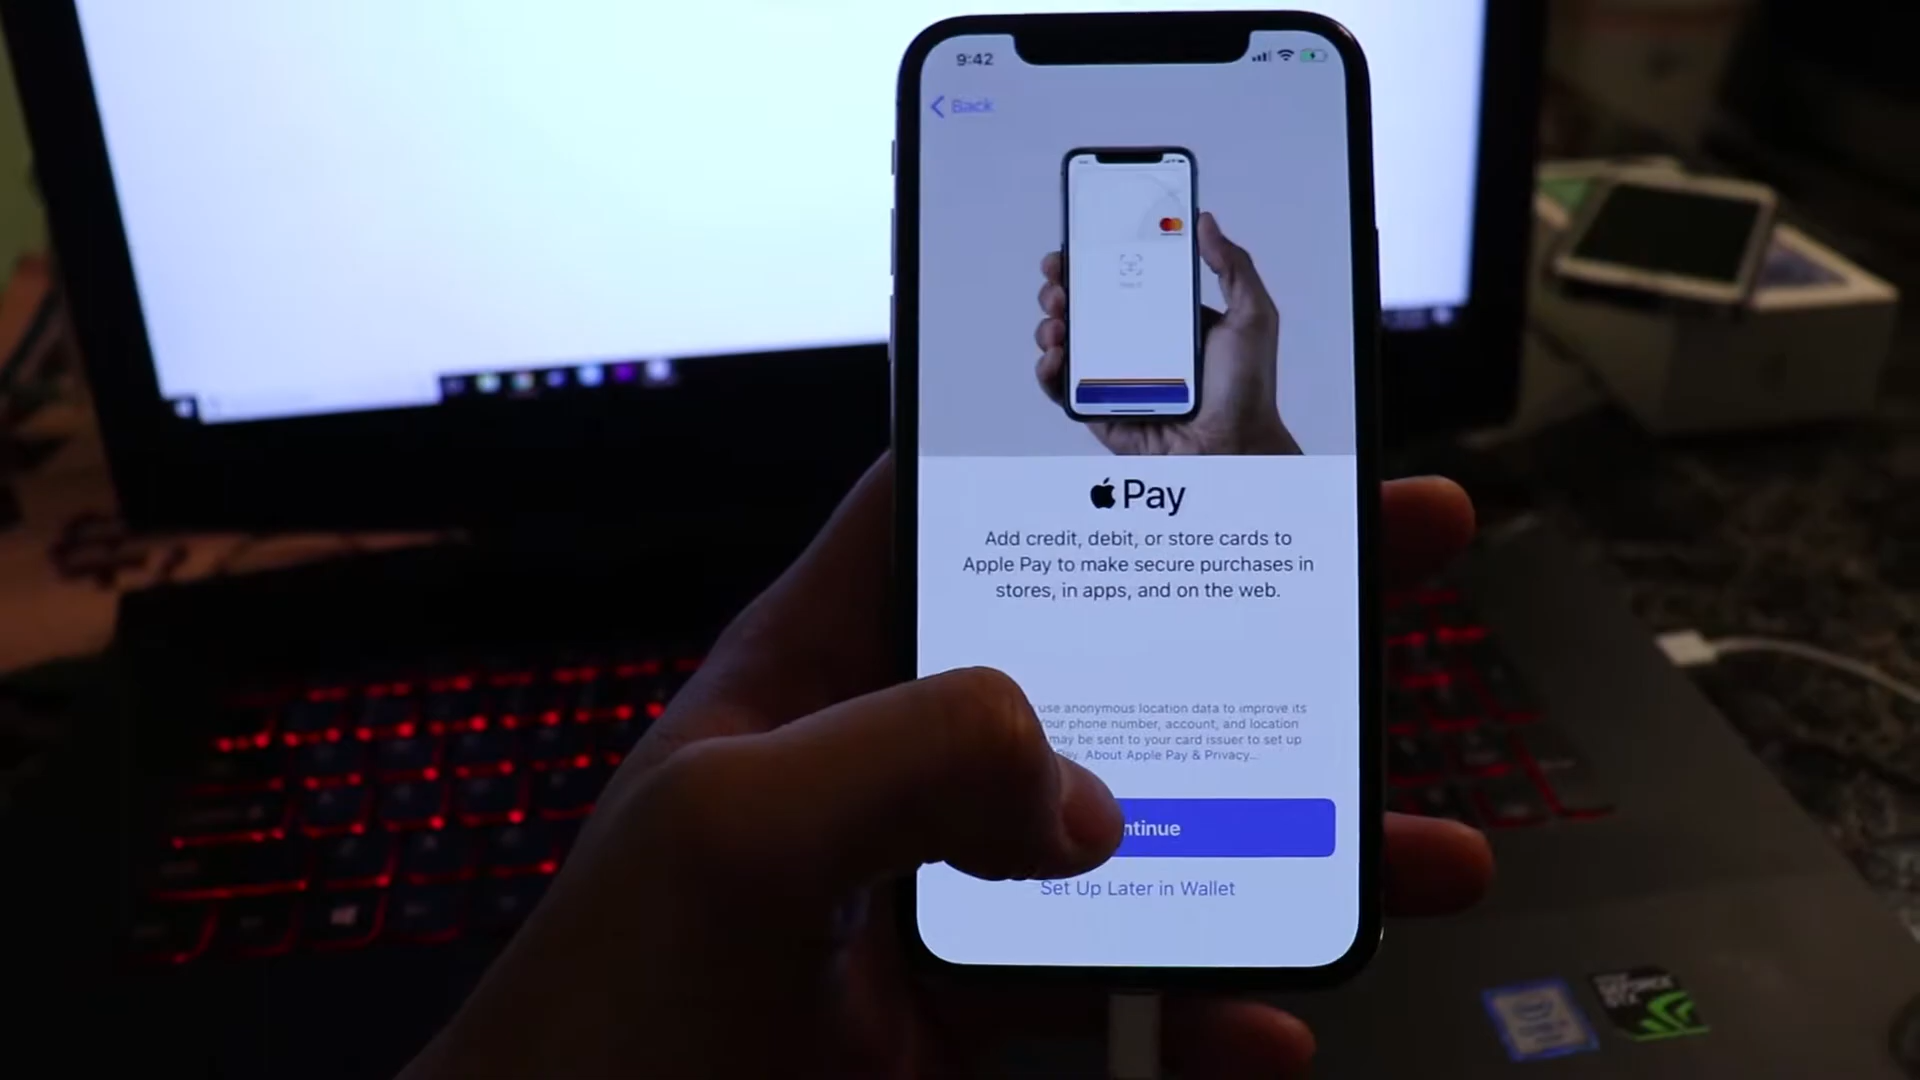 9:42
Back
Pay
Add credit, debit, or store cards to
Apple Pay to make secure purchases in
stores, in apps, and on the web.
use anonymous location data to improve its
your phone number, account, and location
may be sent to your card issuer to set up
Pay. About Apple Pay & Privacy...
ntinue
Set Up Later in Wallet
GEFORCE
GTX